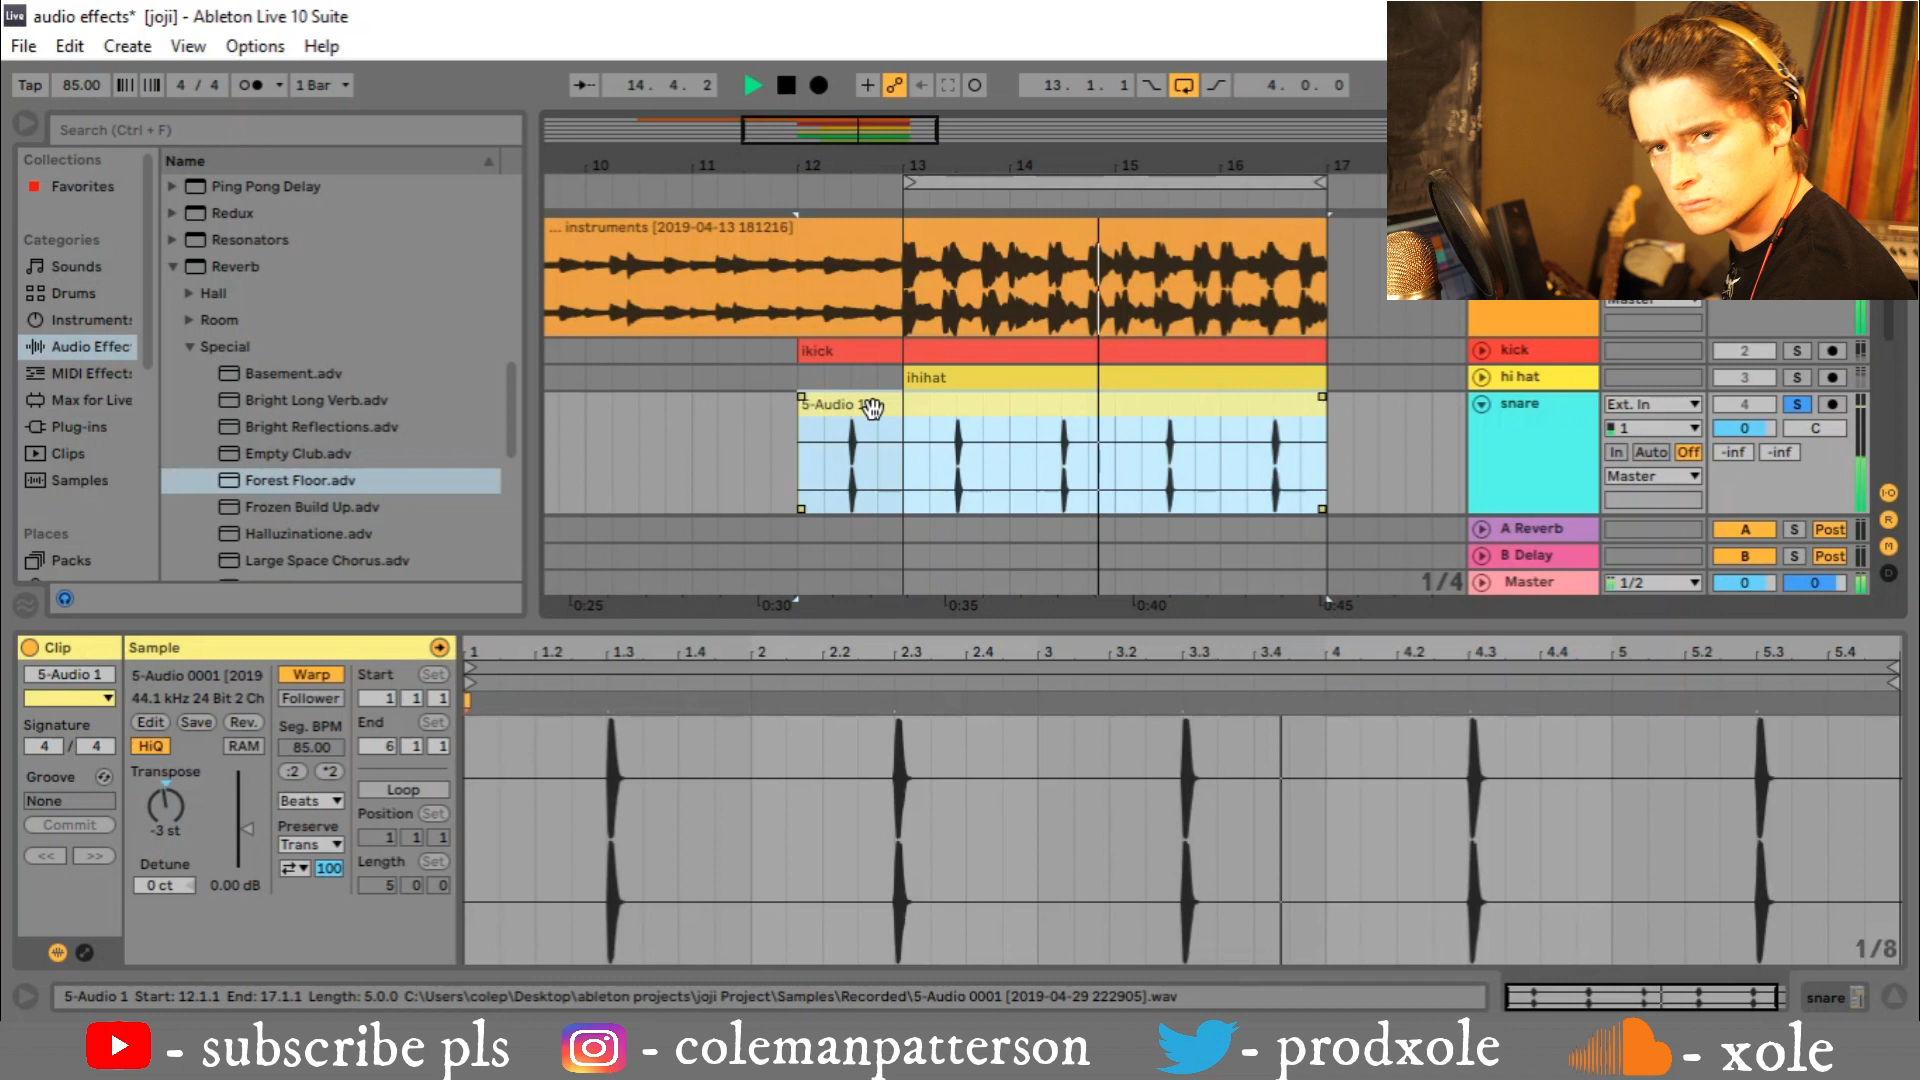 audio effects* [joji] - Ableton Live 10 Suite
File Edit Create View Options Help
Tap 85.00 4 / 4 1 Bar 14. 4. 2 13. 1. 1 4. 0. 0
Search (Ctrl + F)
Collections
Favorites
Categories
Sounds
Drums
Instruments
Audio Effec
MIDI Effects
Max for Live
Plug-ins
Clips
Samples
Places
Packs
Name
Ping Pong Delay
Redux
Resonators
Reverb
Hall
Room
Special
Basement.adv
Bright Long Verb.adv
Bright Reflections.adv
Empty Club.adv
Forest Floor.adv
Frozen Build Up.adv
Halluzinatione.adv
Large Space Chorus.adv
10 11 12 13 14 15 16 17
... instruments [2019-04-13 181216]
ikick
ihihat
5-Audio 1
1/4
0:25 0:30 0:35 0:40 0:45
kick 2 S
hi hat 3 S
snare Ext. In 4 S
1 0 C
In Auto Off -inf -inf
Master
A Reverb A S Post
B Delay B S Post
Master 1/2 0 0
Clip
5-Audio 1
Signature
4 / 4
Groove
None
Commit
<< >>
Sample
5-Audio 0001 [2019
44.1 kHz 24 Bit 2 Ch
Edit Save Rev.
HiQ RAM
Transpose
-3 st
Detune
0 ct 0.00 dB
Warp
Follower
Seg. BPM
85.00
:2 *2
Beats
Preserve
Trans
100
Start Set
1 1 1
End Set
6 1 1
Loop
Position Set
1 1 1
Length Set
5 0 0
1 1.2 1.3 1.4 2 2.2 2.3 2.4 3 3.2 3.3 3.4 4 4.2 4.3 4.4 5 5.2 5.3 5.4
1/8
5-Audio 1 Start: 12.1.1 End: 17.1.1 Length: 5.0.0 C:\Users\colep\Desktop\ableton projects\joji Project\Samples\Recorded\5-Audio 0001 [2019-04-29 222905].wav
snare
- subscribe pls - colemanpatterson - prodxole - xole